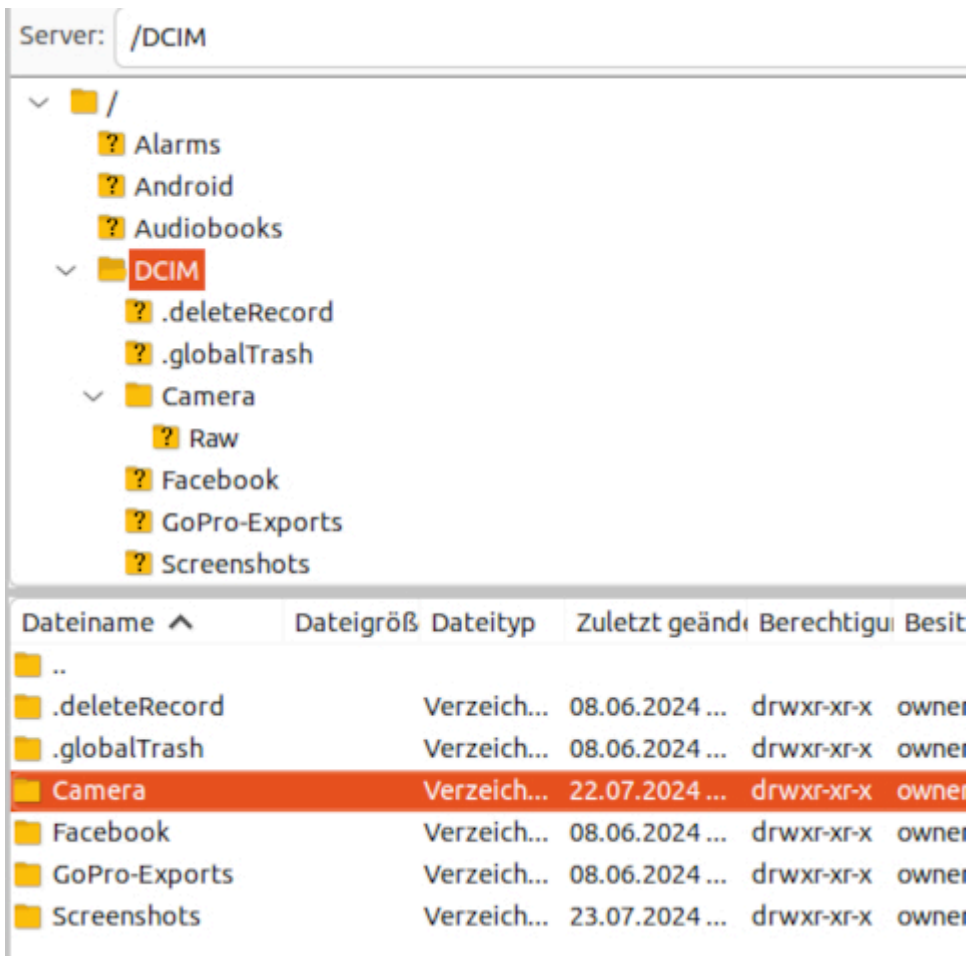 Server: /DCIM
/
Alarms
Android
Audiobooks
DCIM
.deleteRecord
.globalTrash
Camera
Raw
Facebook
GoPro-Exports
Screenshots
Dateiname Dateigröß Dateityp Zuletzt geände Berechtigu Besit
..
.deleteRecord Verzeich... 08.06.2024 ... drwxr-xr-x owner
.globalTrash Verzeich... 08.06.2024 ... drwxr-xr-x owner
Camera Verzeich... 22.07.2024 ... drwxr-xr-x owner
Facebook Verzeich... 08.06.2024 ... drwxr-xr-x owner
GoPro-Exports Verzeich... 08.06.2024 ... drwxr-xr-x owner
Screenshots Verzeich... 23.07.2024 ... drwxr-xr-x owner